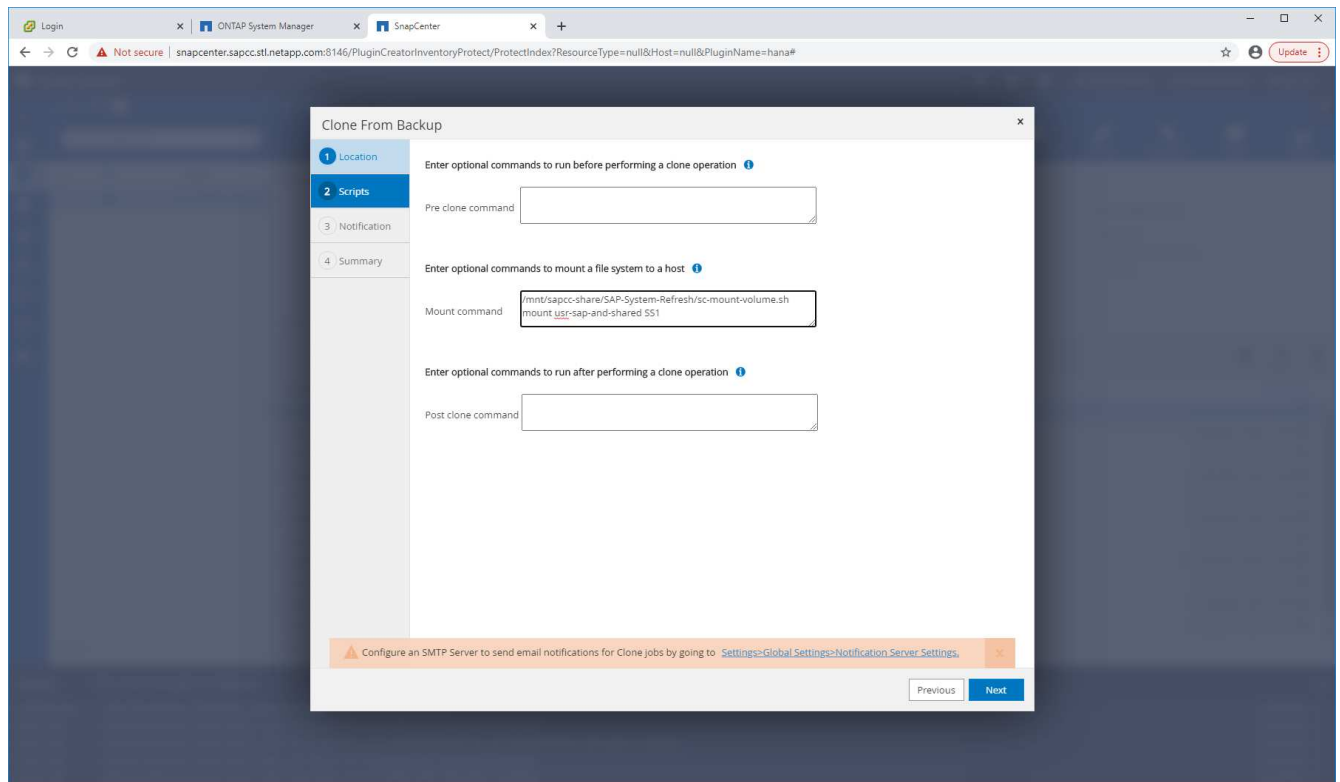 Login
ONTAP System Manager
SnapCenter
Not secure | snapcenter.sapcc.stl.netapp.com:8146/PluginCreatorInventoryProtect/ProtectIndex?ResourceType=null&Host=null&PluginName=hana#
Update
Clone From Backup
1 Location
2 Scripts
3 Notification
4 Summary
Enter optional commands to run before performing a clone operation
Pre clone command
Enter optional commands to mount a file system to a host
Mount command
/mnt/sapcc-share/SAP-System-Refresh/sc-mount-volume.sh
mount usr-sap-and-shared SS1
Enter optional commands to run after performing a clone operation
Post clone command
Configure an SMTP Server to send email notifications for Clone jobs by going to Settings>Global Settings>Notification Server Settings.
Previous
Next